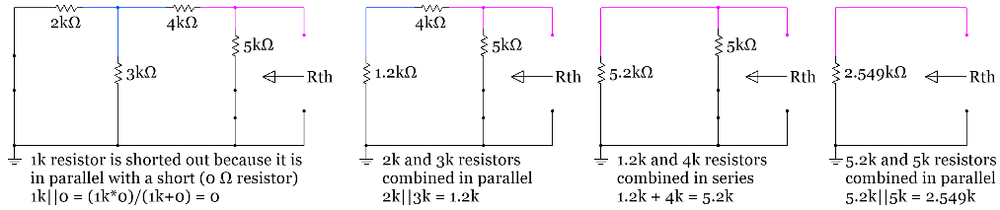 2kΩ
4kΩ
5kΩ
3kΩ
Rth
1k resistor is shorted out because it is
in parallel with a short (0 Ω resistor)
1k||0 = (1k*0)/(1k+0) = 0
4kΩ
5kΩ
1.2kΩ
Rth
2k and 3k resistors
combined in parallel
2k||3k = 1.2k
5kΩ
5.2kΩ
Rth
1.2k and 4k resistors
combined in series
1.2k + 4k = 5.2k
2.549kΩ
Rth
5.2k and 5k resistors
combined in parallel
5.2k||5k = 2.549k